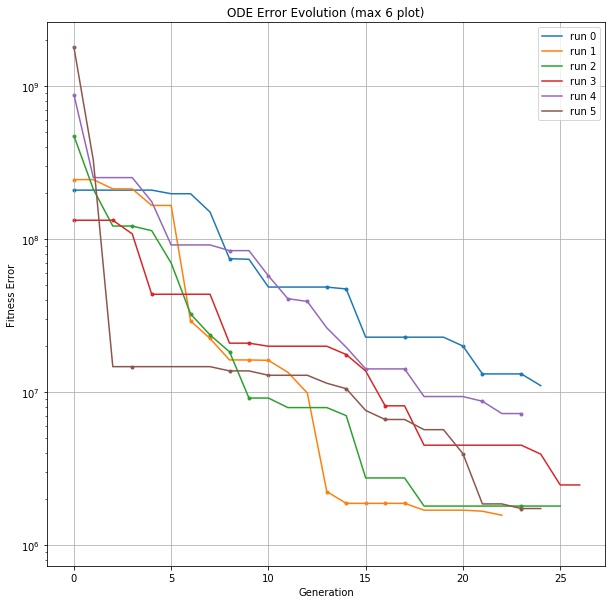 ODE Error Evolution (max 6 plot)
run 0
run 1
run 2
run 3
run 4
run 5
Fitness Error
10⁹
10⁸
10⁷
10⁶
0 5 10 15 20 25
Generation